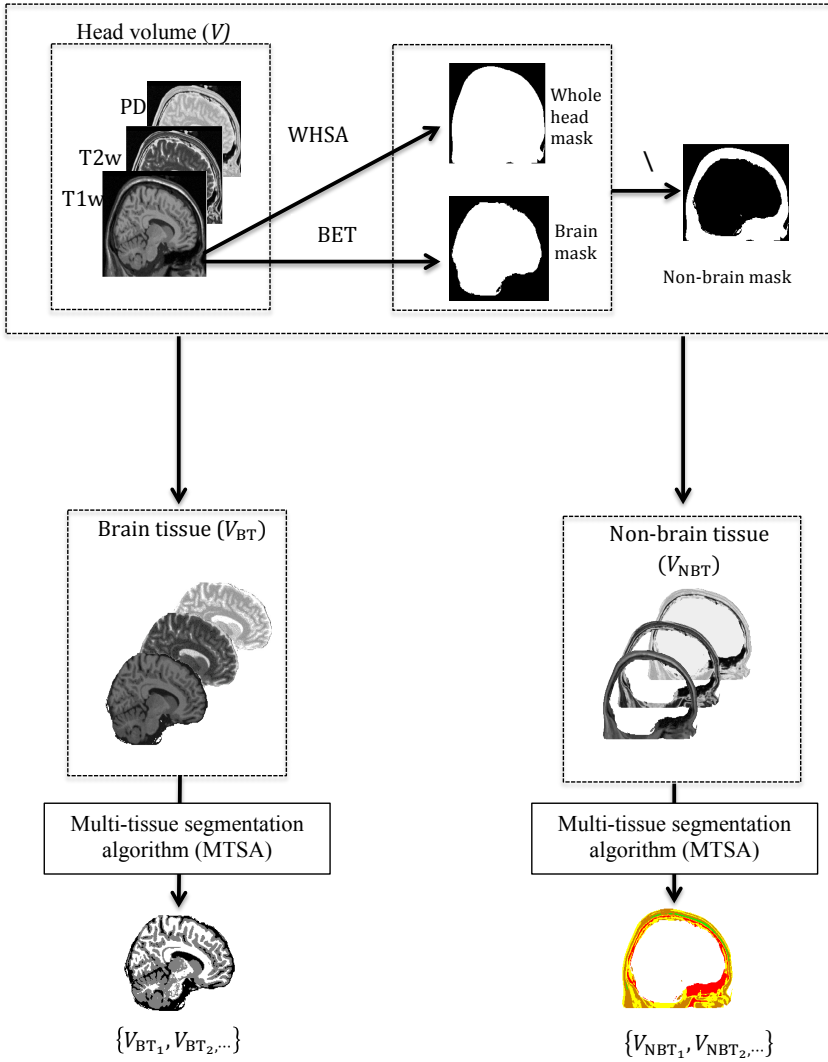 Head volume (V)
PD
T2w
T1w
WHSA
BET
Whole
head
mask
Brain
mask
\
Non-brain mask
Brain tissue (V_BT)
Non-brain tissue
(V_NBT)
Multi-tissue segmentation
algorithm (MTSA)
Multi-tissue segmentation
algorithm (MTSA)
{V_BT₁, V_BT₂,...}
{V_NBT₁, V_NBT₂,...}